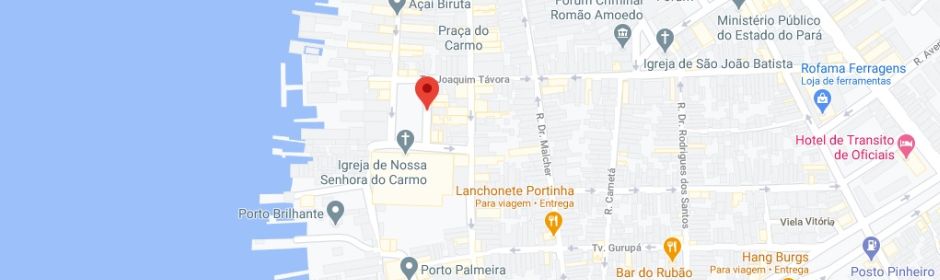 Açaí Biruta
Fórum Criminal
Romão Amoedo
Ministério Público
do Estado do Pará
Praça do
Carmo
Igreja de São João Batista
R. Ave
Rofama Ferragens
Loja de ferramentas
Joaquim Távora
R. Dr. Malcher
R. Cametá
R. Dr. Rodrigues dos Santos
Hotel de Transito
de Oficiais
Igreja de Nossa
Senhora do Carmo
Lanchonete Portinha
Para viagem • Entrega
Porto Brilhante
Viela Vitória
Tv. Gurupá
Hang Burgs
Para viagem • Entrega
Bar do Rubão
Posto Pinheiro
Porto Palmeira